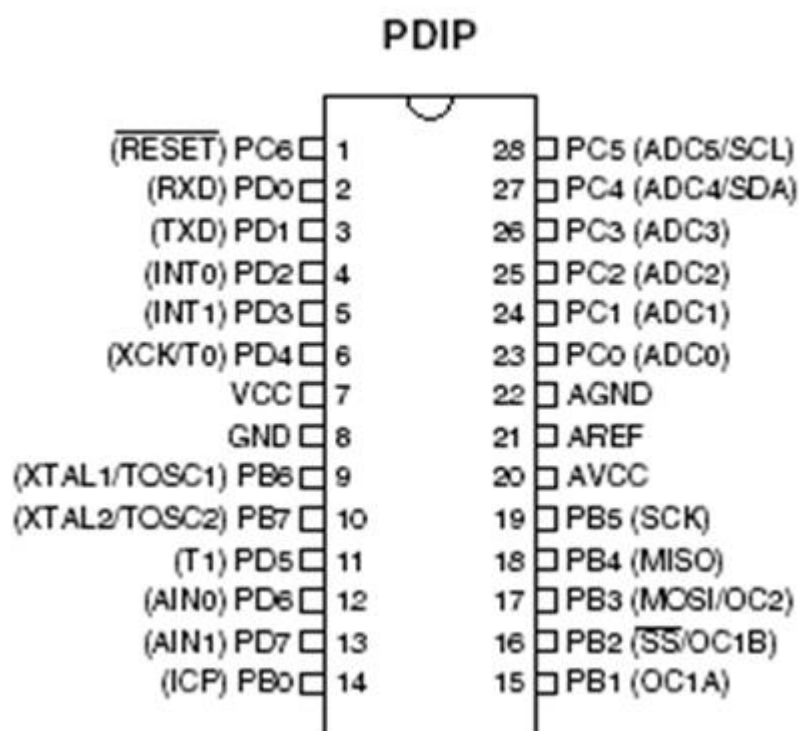 PDIP
(RESET) PC6 1 28 PC5 (ADC5/SCL)
(RXD) PD0 2 27 PC4 (ADC4/SDA)
(TXD) PD1 3 26 PC3 (ADC3)
(INT0) PD2 4 25 PC2 (ADC2)
(INT1) PD3 5 24 PC1 (ADC1)
(XCK/T0) PD4 6 23 PC0 (ADC0)
VCC 7 22 AGND
GND 8 21 AREF
(XTAL1/TOSC1) PB6 9 20 AVCC
(XTAL2/TOSC2) PB7 10 19 PB5 (SCK)
(T1) PD5 11 18 PB4 (MISO)
(AIN0) PD6 12 17 PB3 (MOSI/OC2)
(AIN1) PD7 13 16 PB2 (SS/OC1B)
(ICP) PB0 14 15 PB1 (OC1A)